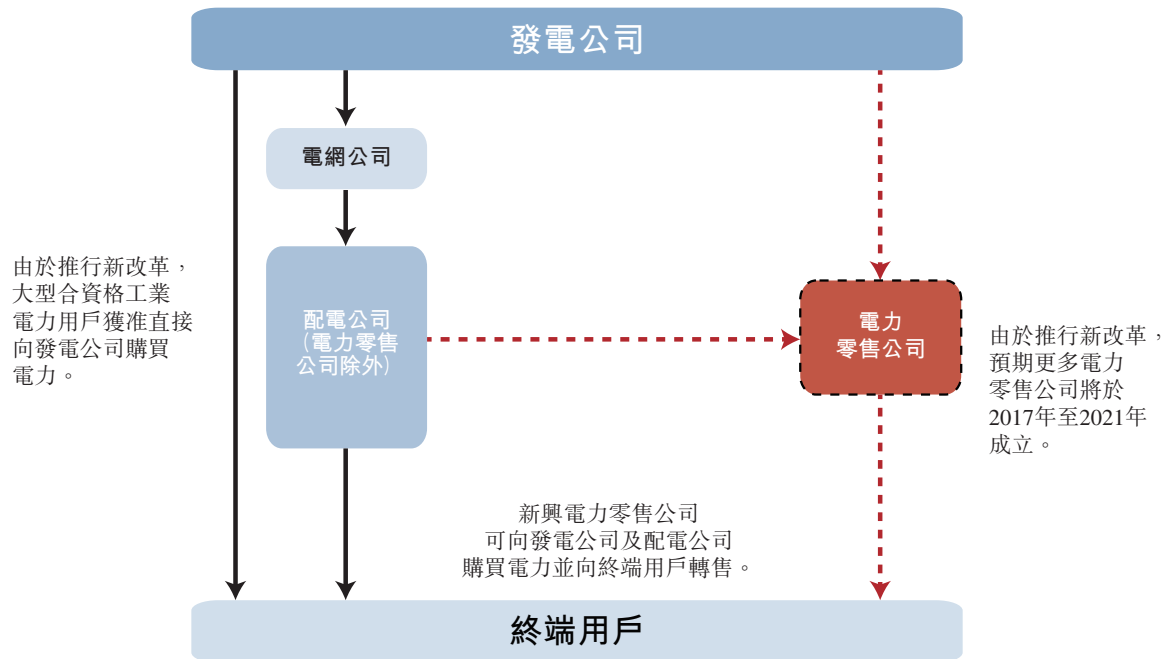 發電公司
電網公司
由於推行新改革，
大型合資格工業
電力用戶獲准直接
向發電公司購買
電力。
配電公司
（電力零售
公司除外）
電力
零售公司
由於推行新改革，
預期更多電力
零售公司將於
2017年至2021年
成立。
新興電力零售公司
可向發電公司及配電公司
購買電力並向終端用戶轉售。
終端用戶